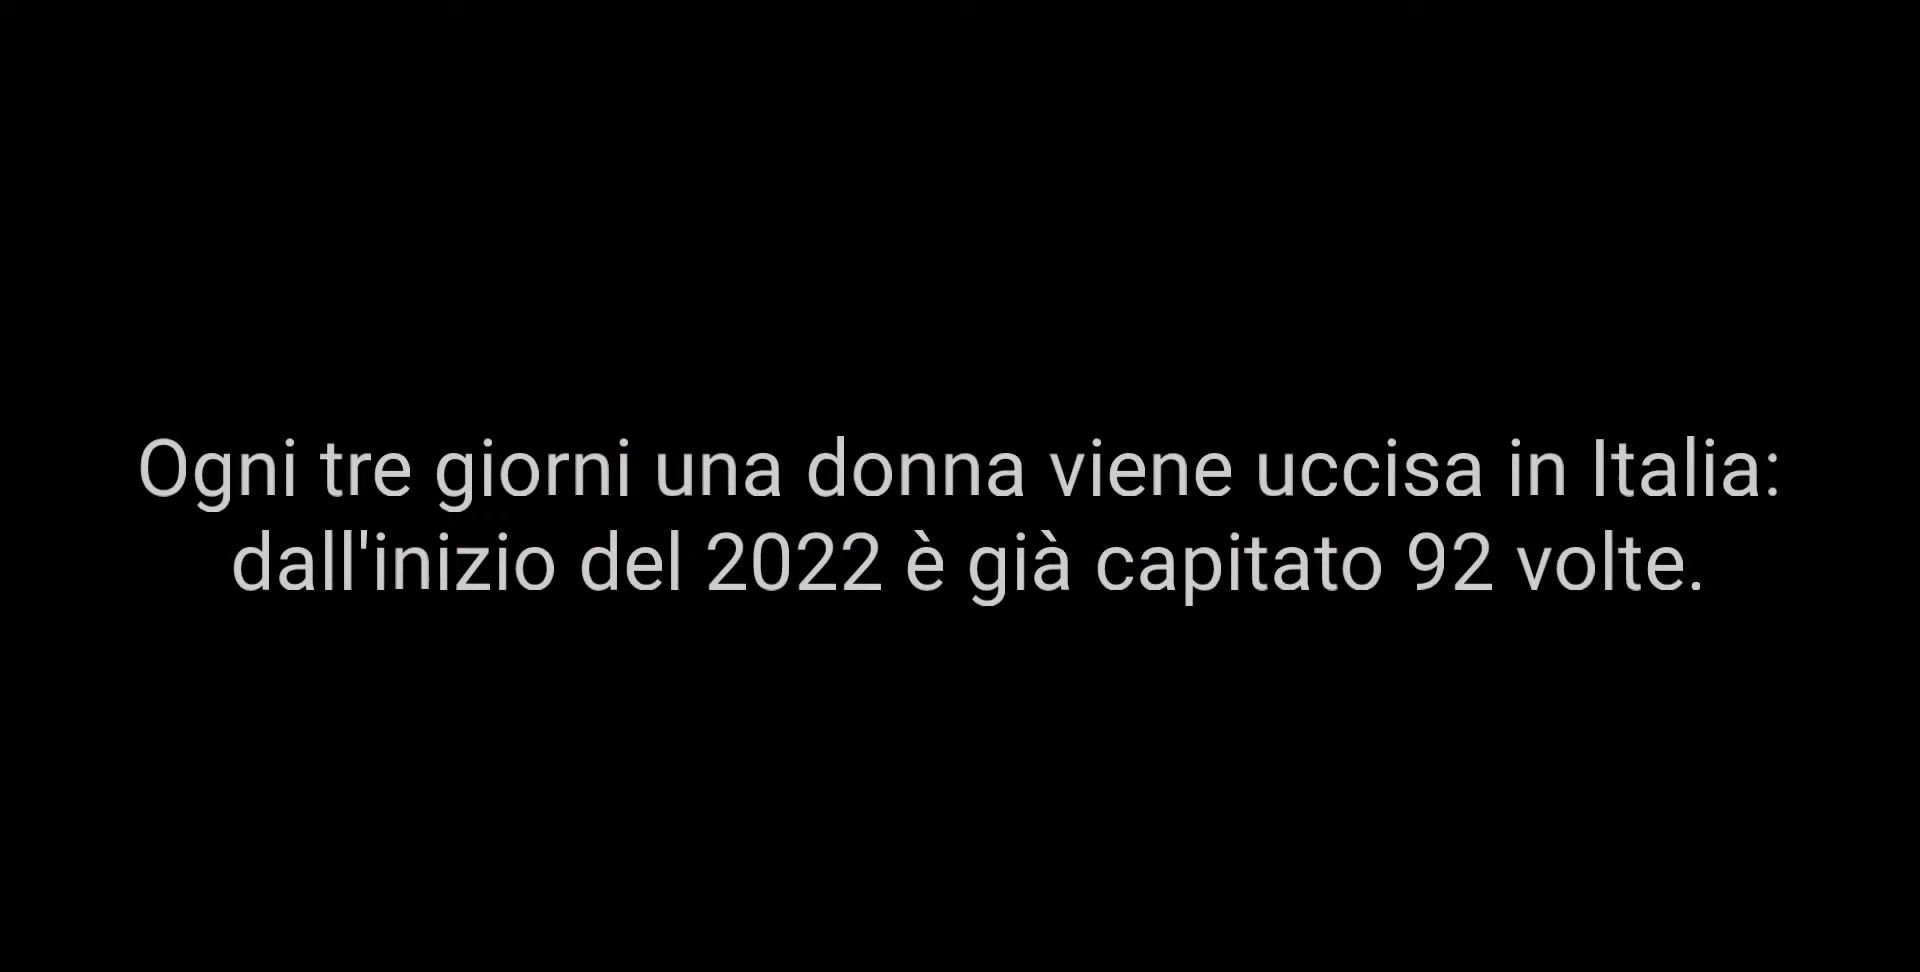 Ogni tre giorni una donna viene uccisa in Italia:
dall'inizio del 2022 è già capitato 92 volte.